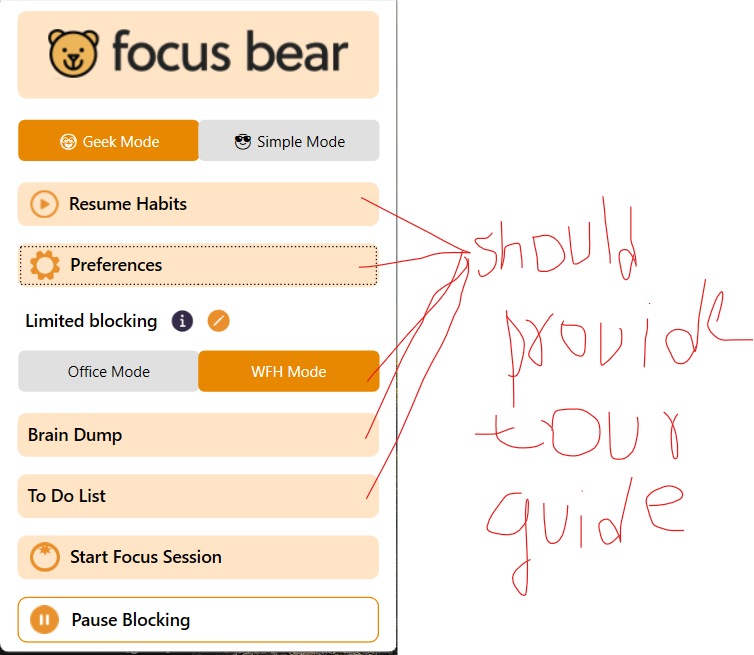 focus bear
Geek Mode Simple Mode
Resume Habits
Preferences
Limited blocking
Office Mode WFH Mode
Brain Dump
To Do List
Start Focus Session
Pause Blocking
should
provide
tour
guide